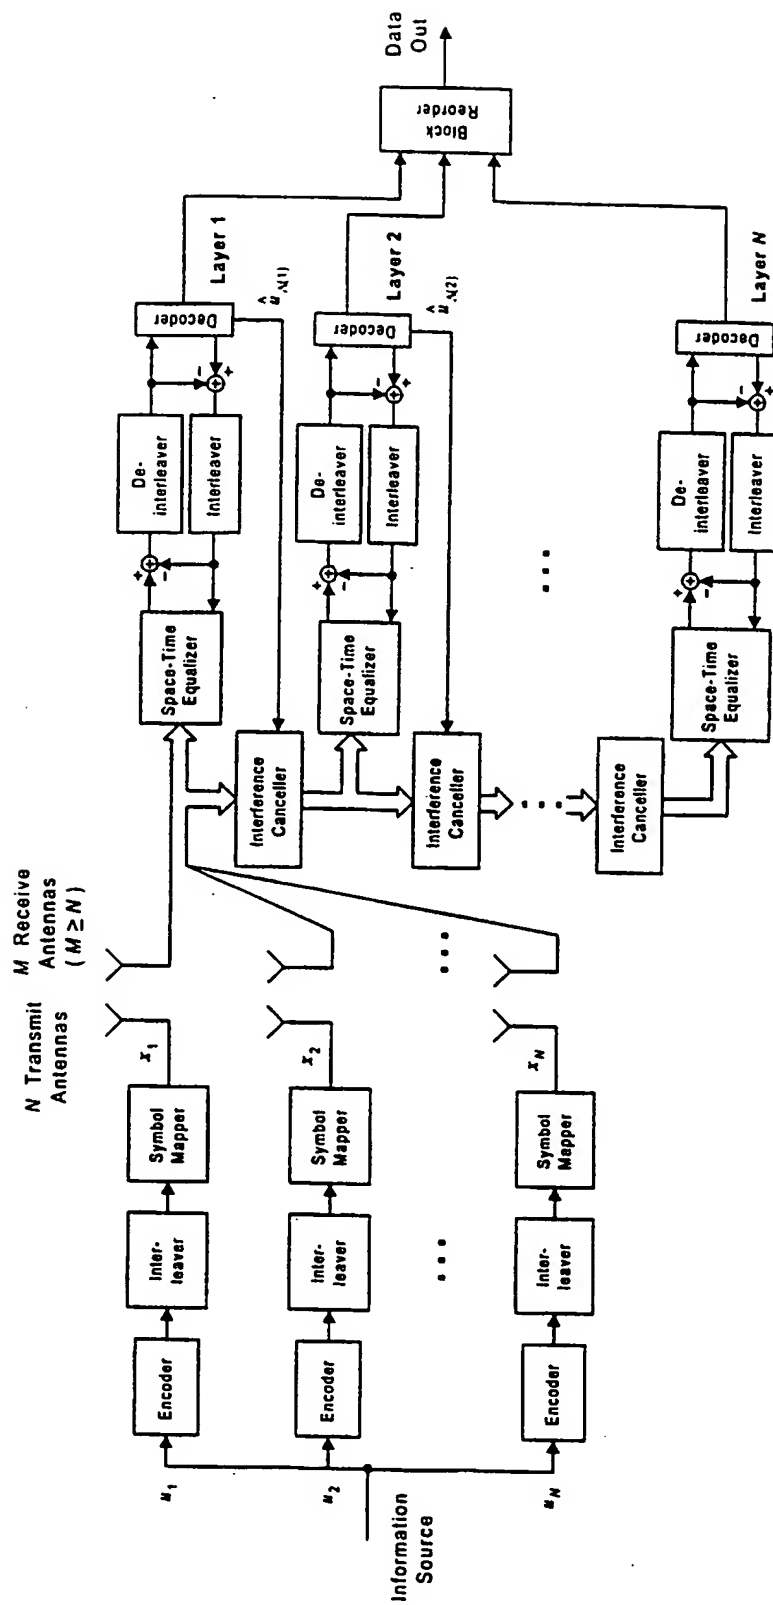 Information
Source
u₁
u₂
u_N
Encoder
Encoder
Encoder
Inter-
leaver
Inter-
leaver
Inter-
leaver
Symbol
Mapper
Symbol
Mapper
Symbol
Mapper
x₁
x₂
x_N
N Transmit
Antennas
M Receive
Antennas
( M ≥ N )
Interference
Canceller
Interference
Canceller
Interference
Canceller
Space-Time
Equalizer
Space-Time
Equalizer
Space-Time
Equalizer
+
−
+
−
+
−
De-
interleaver
Interleaver
De-
interleaver
Interleaver
De-
interleaver
Interleaver
−
+
−
+
−
+
Decoder
Decoder
Decoder
Layer 1
Layer 2
Layer N
Block
Reorder
Data
Out